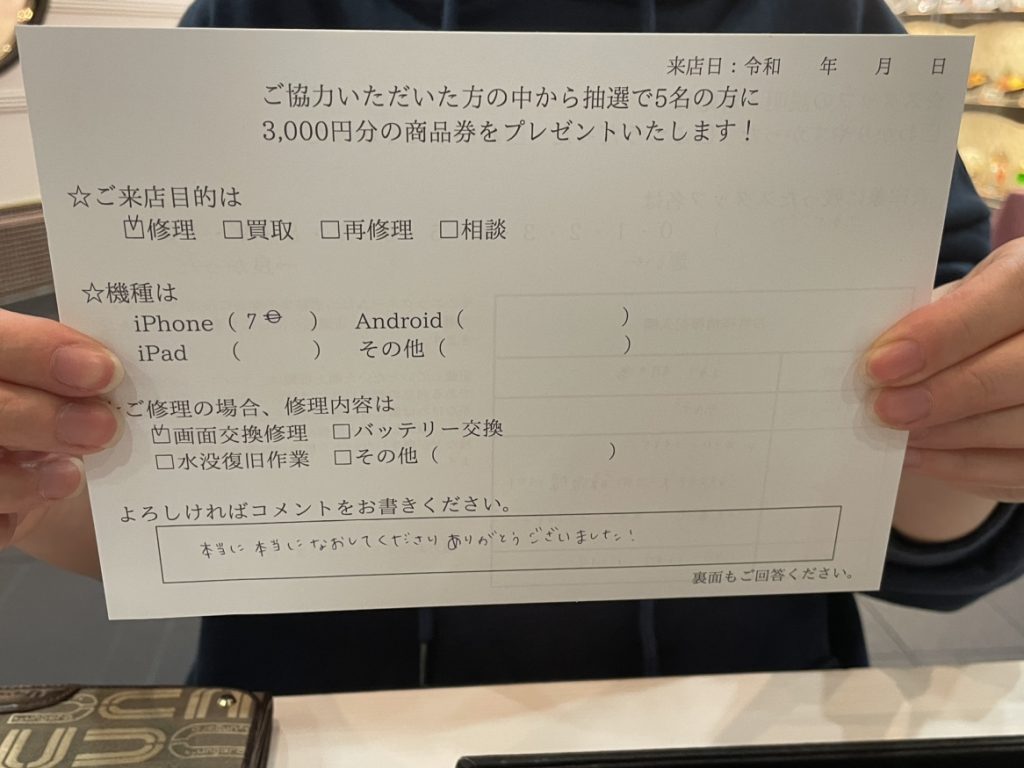 来店日：令和　　年　　月　　日
ご協力いただいた方の中から抽選で5名の方に
3,000円分の商品券をプレゼントいたします！
☆ご来店目的は
☑修理　☐買取　☐再修理　☐相談
☆機種は
iPhone（ 7 　）　Android（　　　　　　　）
iPad　（　　　）　その他（　　　　　　　）
ご修理の場合、修理内容は
☑画面交換修理　☐バッテリー交換
☐水没復旧作業　☐その他（　　　　　　　）
よろしければコメントをお書きください。
本当に本当になおしてくださりありがとうございました！
裏面もご回答ください。